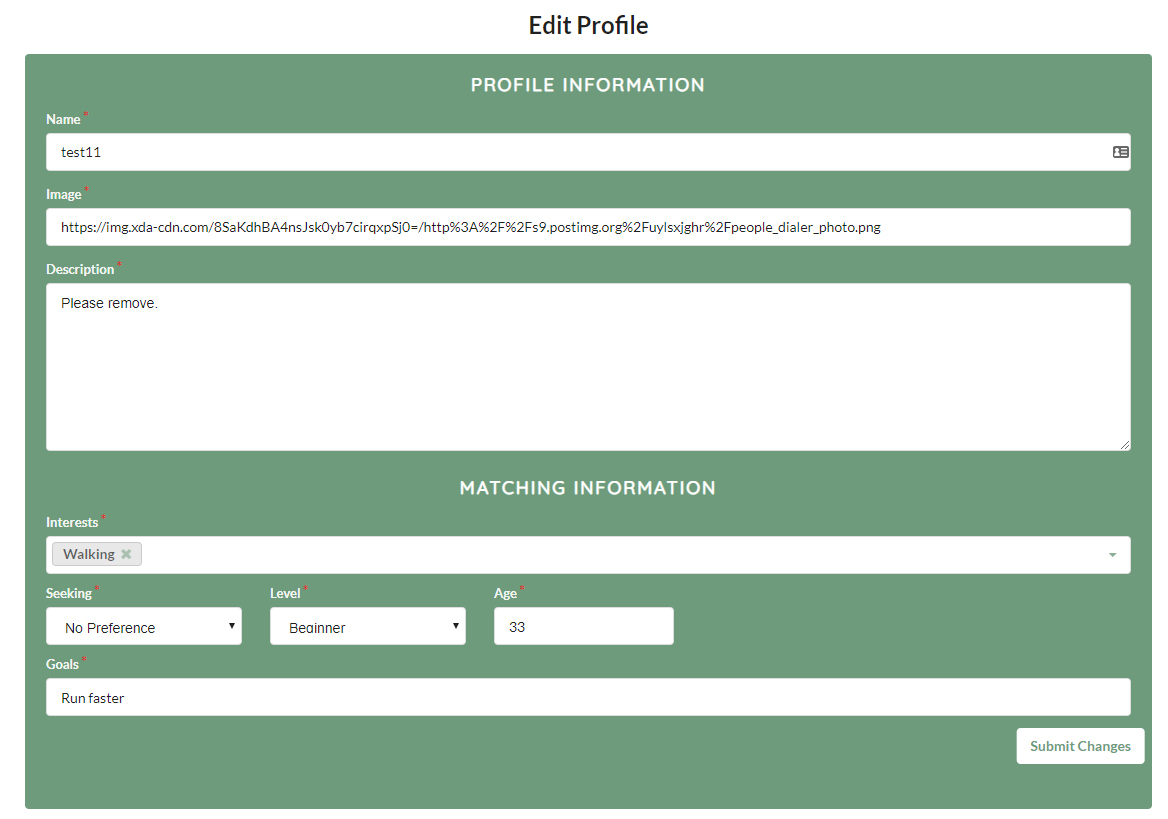 Edit Profile
PROFILE INFORMATION
Name *
test11
Image *
https://img.xda-cdn.com/8SaKdhBA4nsJsk0yb7cirqxpSj0=/http%3A%2F%2Fs9.postimg.org%2Fuylsxjghr%2Fpeople_dialer_photo.png
Description *
Please remove.
MATCHING INFORMATION
Interests *
Walking ✖
Seeking * Level * Age *
No Preference Beginner 33
Goals *
Run faster
Submit Changes